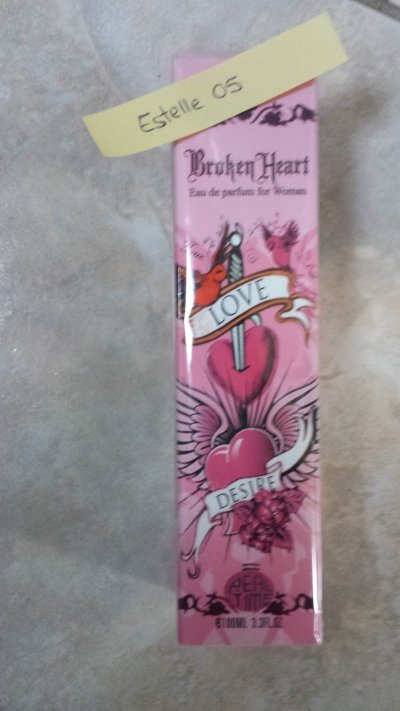 Estelle 05
Broken Heart
Eau de parfum for Woman
LOVE
DESIRE
REAL
TIME
℮100ML 3.3FL.OZ.